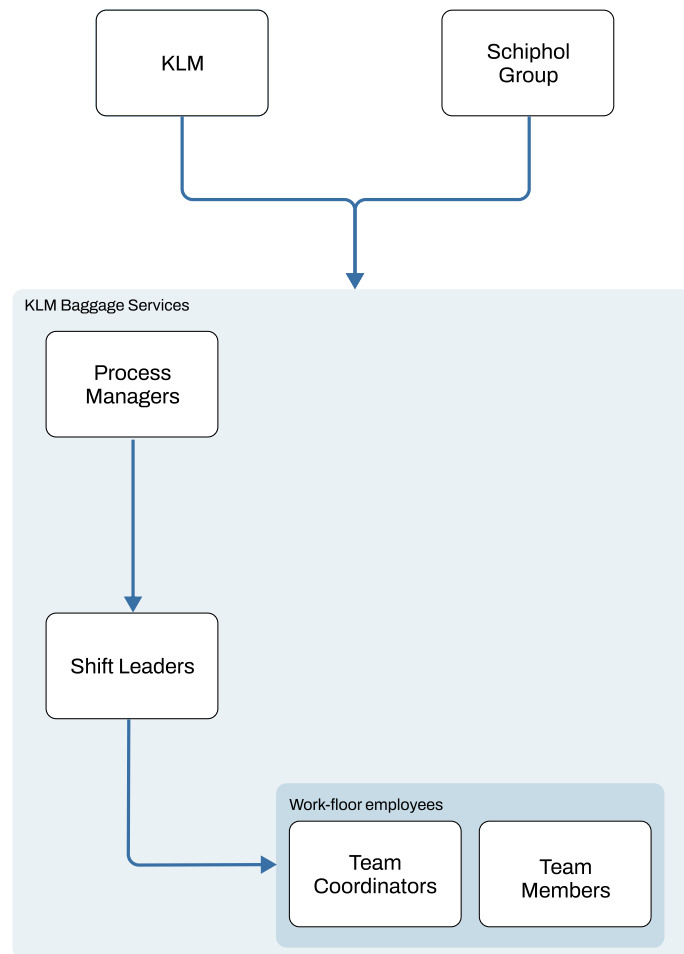 KLM
Schiphol
Group
KLM Baggage Services
Process
Managers
Shift Leaders
Work-floor employees
Team
Coordinators
Team
Members